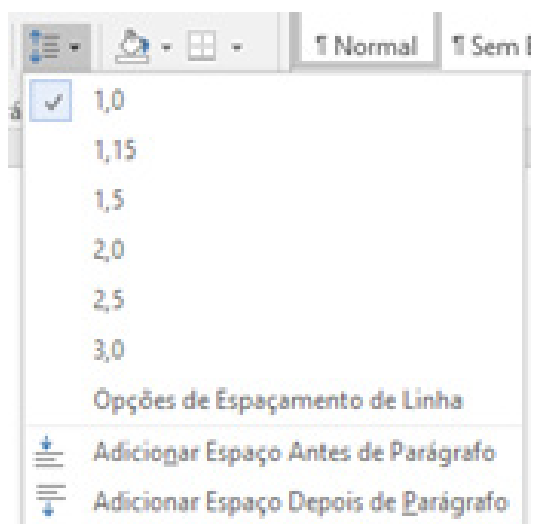 ¶ Normal ¶ Sem E
1,0
1,15
1,5
2,0
2,5
3,0
Opções de Espaçamento de Linha
Adicionar Espaço Antes de Parágrafo
Adicionar Espaço Depois de Parágrafo